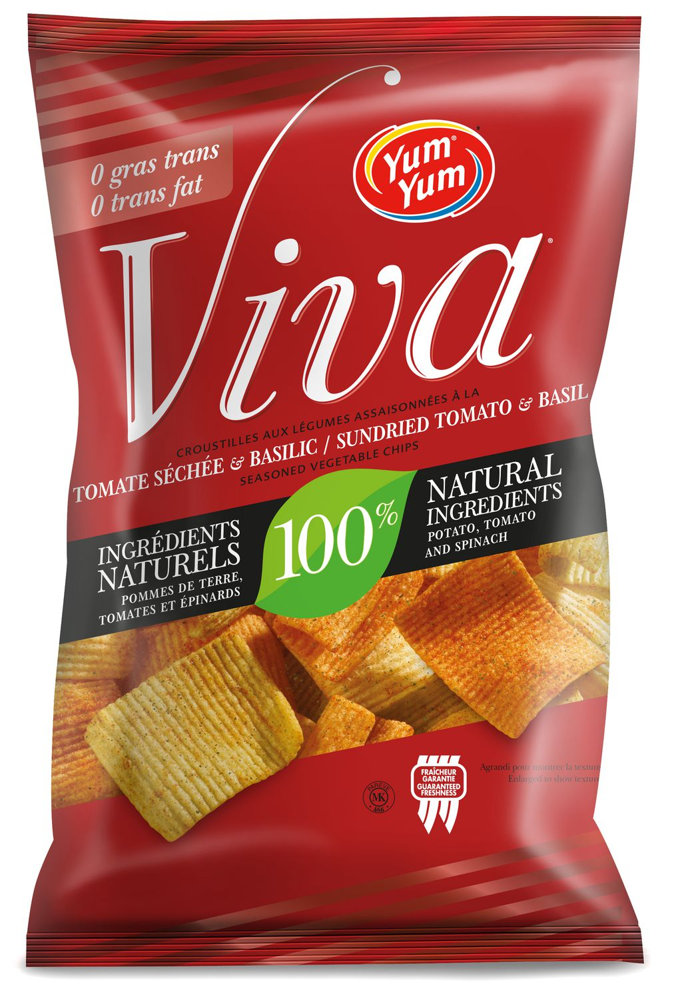 0 gras trans
0 trans fat
Yum®
Yum
*
Viva®
CROUSTILLES AUX LÉGUMES ASSAISONNÉES À LA
TOMATE SÉCHÉE & BASILIC / SUNDRIED TOMATO & BASIL
SEASONED VEGETABLE CHIPS
INGRÉDIENTS
NATURELS
POMMES DE TERRE,
TOMATES ET ÉPINARDS
100%
NATURAL
INGREDIENTS
POTATO, TOMATO
AND SPINACH
FRAÎCHEUR
GARANTIE
GUARANTEED
FRESHNESS
Agrandi pour montrer la texture
Enlarged to show texture
PAREVE
MK
• 466 •